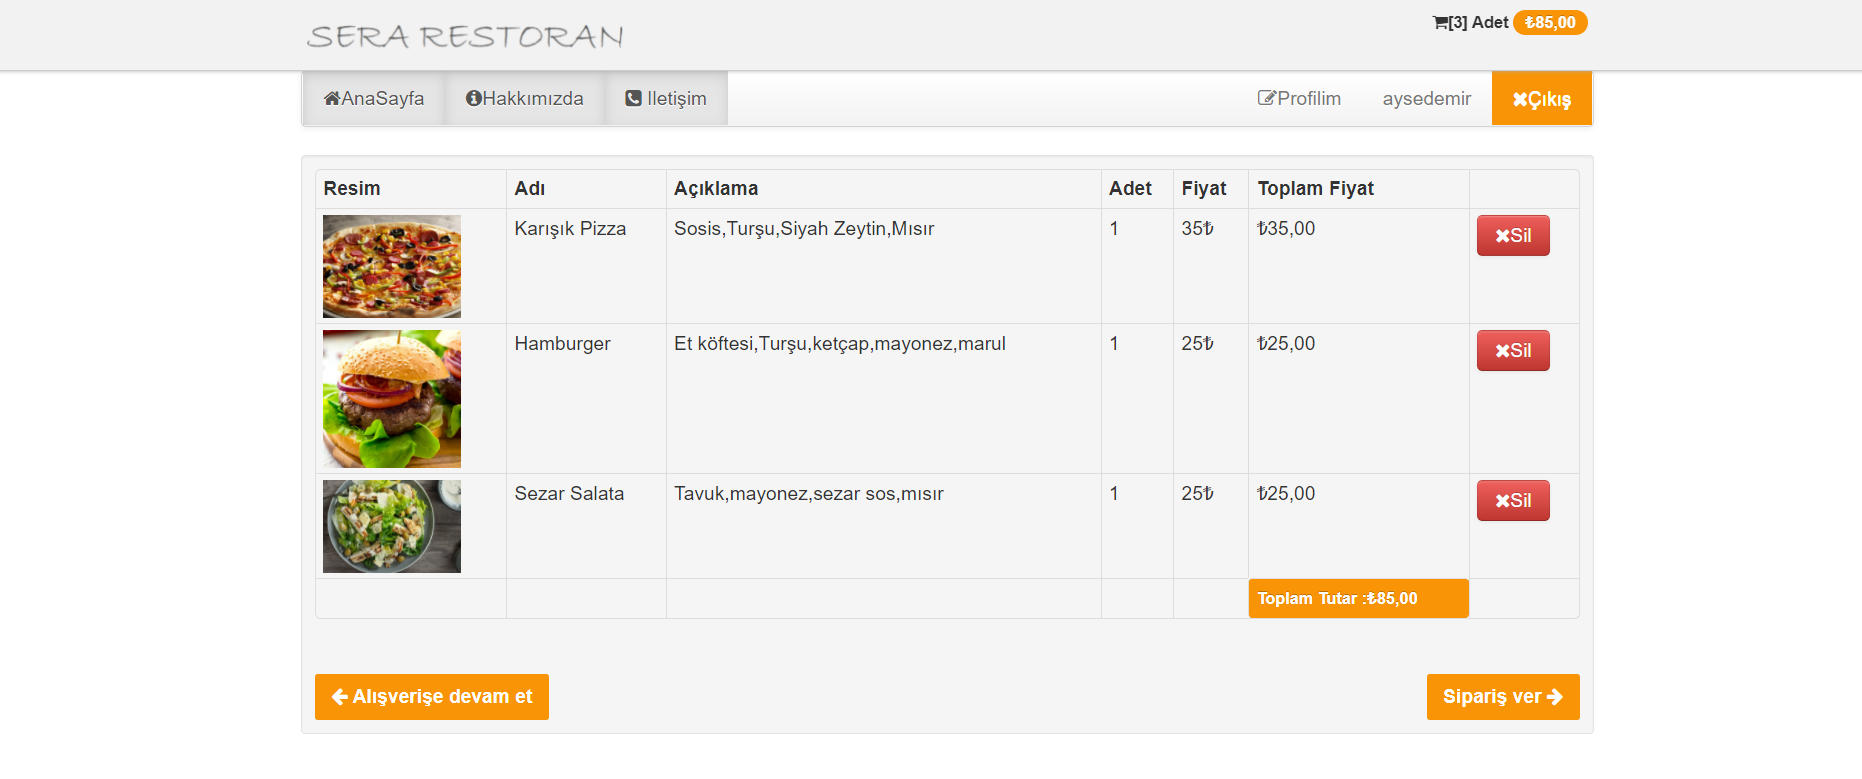 SERA RESTORAN
[3] Adet ₺85,00
AnaSayfa Hakkımızda Iletişim Profilim aysedemir Çıkış
Resim Adı Açıklama Adet Fiyat Toplam Fiyat
Karışık Pizza Sosis,Turşu,Siyah Zeytin,Mısır 1 35₺ ₺35,00 Sil
Hamburger Et köftesi,Turşu,ketçap,mayonez,marul 1 25₺ ₺25,00 Sil
Sezar Salata Tavuk,mayonez,sezar sos,mısır 1 25₺ ₺25,00 Sil
Toplam Tutar :₺85,00
Alışverişe devam et Sipariş ver